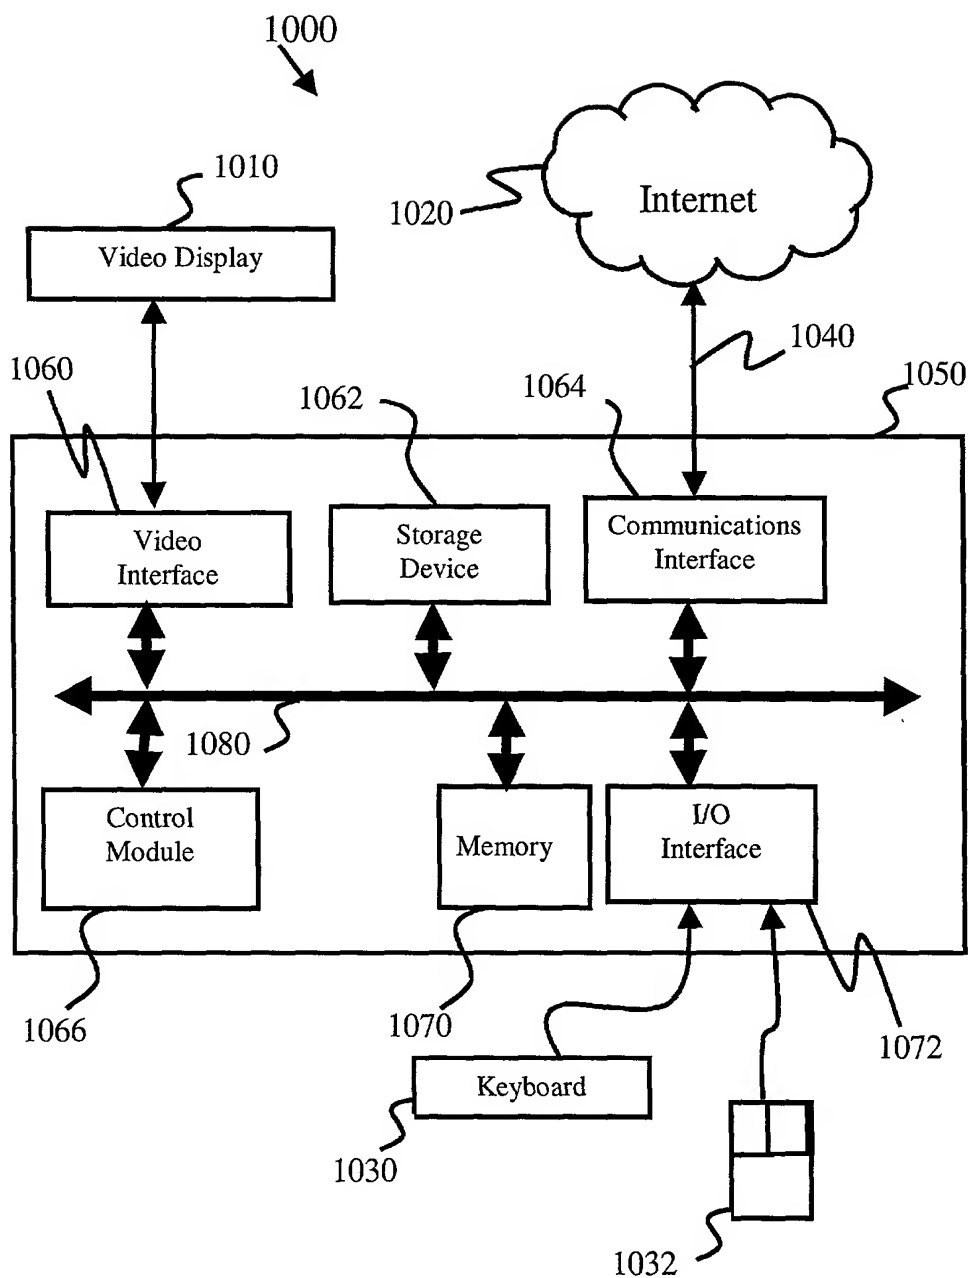 1000
1010
Internet
1020
Video Display
1040
1060
1062
1064
1050
Video
Interface
Storage
Device
Communications
Interface
1080
Control
Module
Memory
I/O
Interface
1066
1070
1072
Keyboard
1030
1032